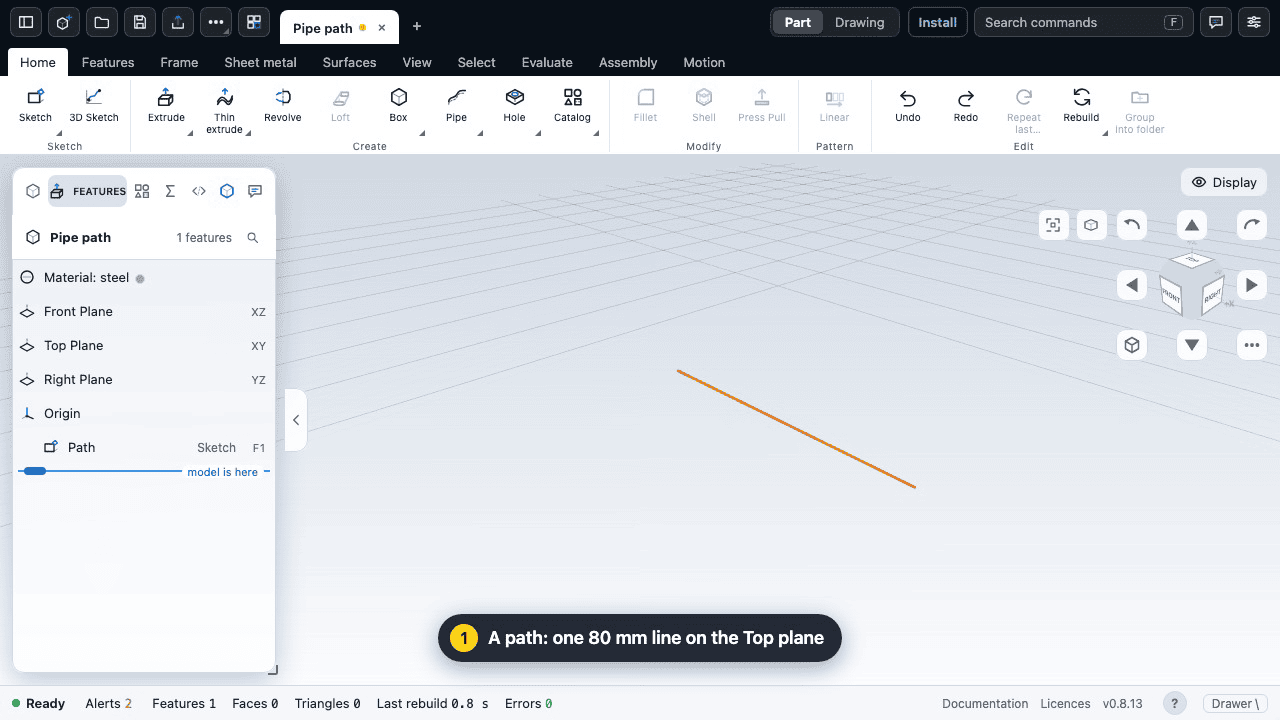 Pipe path
Part
Drawing
Install
Search commands
F
Home
Features
Frame
Sheet metal
Surfaces
View
Select
Evaluate
Assembly
Motion
Sketch
3D Sketch
Extrude
Thin
extrude
Revolve
Loft
Box
Pipe
Hole
Catalog
Fillet
Shell
Press Pull
Linear
Undo
Redo
Repeat
last...
Rebuild
Group
into folder
Sketch
Create
Modify
Pattern
Edit
FEATURES
Display
Pipe path
1 features
Material: steel
Front Plane
XZ
Top Plane
XY
Right Plane
YZ
Origin
Path
Sketch
F1
model is here
TOP
FRONT
RIGHT
+X
1 A path: one 80 mm line on the Top plane
Ready
Alerts 2
Features 1
Faces 0
Triangles 0
Last rebuild 0.8 s
Errors 0
Documentation
Licences
v0.8.13
?
Drawer \